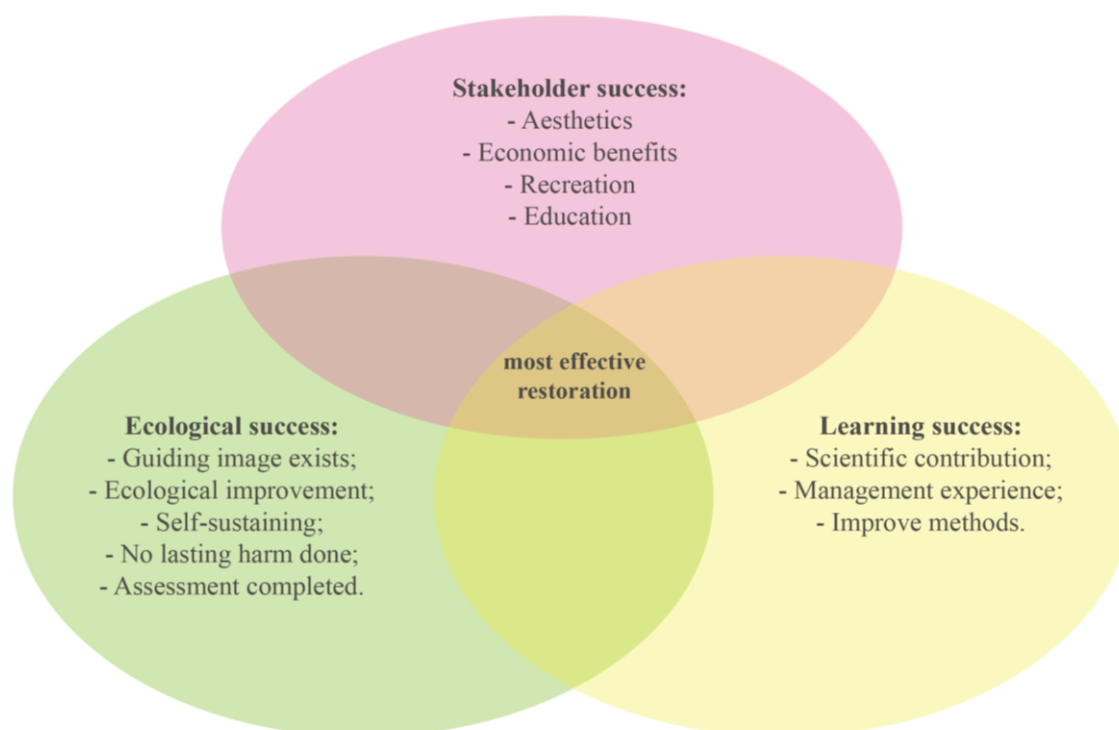 Stakeholder success:
- Aesthetics
- Economic benefits
- Recreation
- Education
most effective
restoration
Ecological success:
- Guiding image exists;
- Ecological improvement;
- Self-sustaining;
- No lasting harm done;
- Assessment completed.
Learning success:
- Scientific contribution;
- Management experience;
- Improve methods.